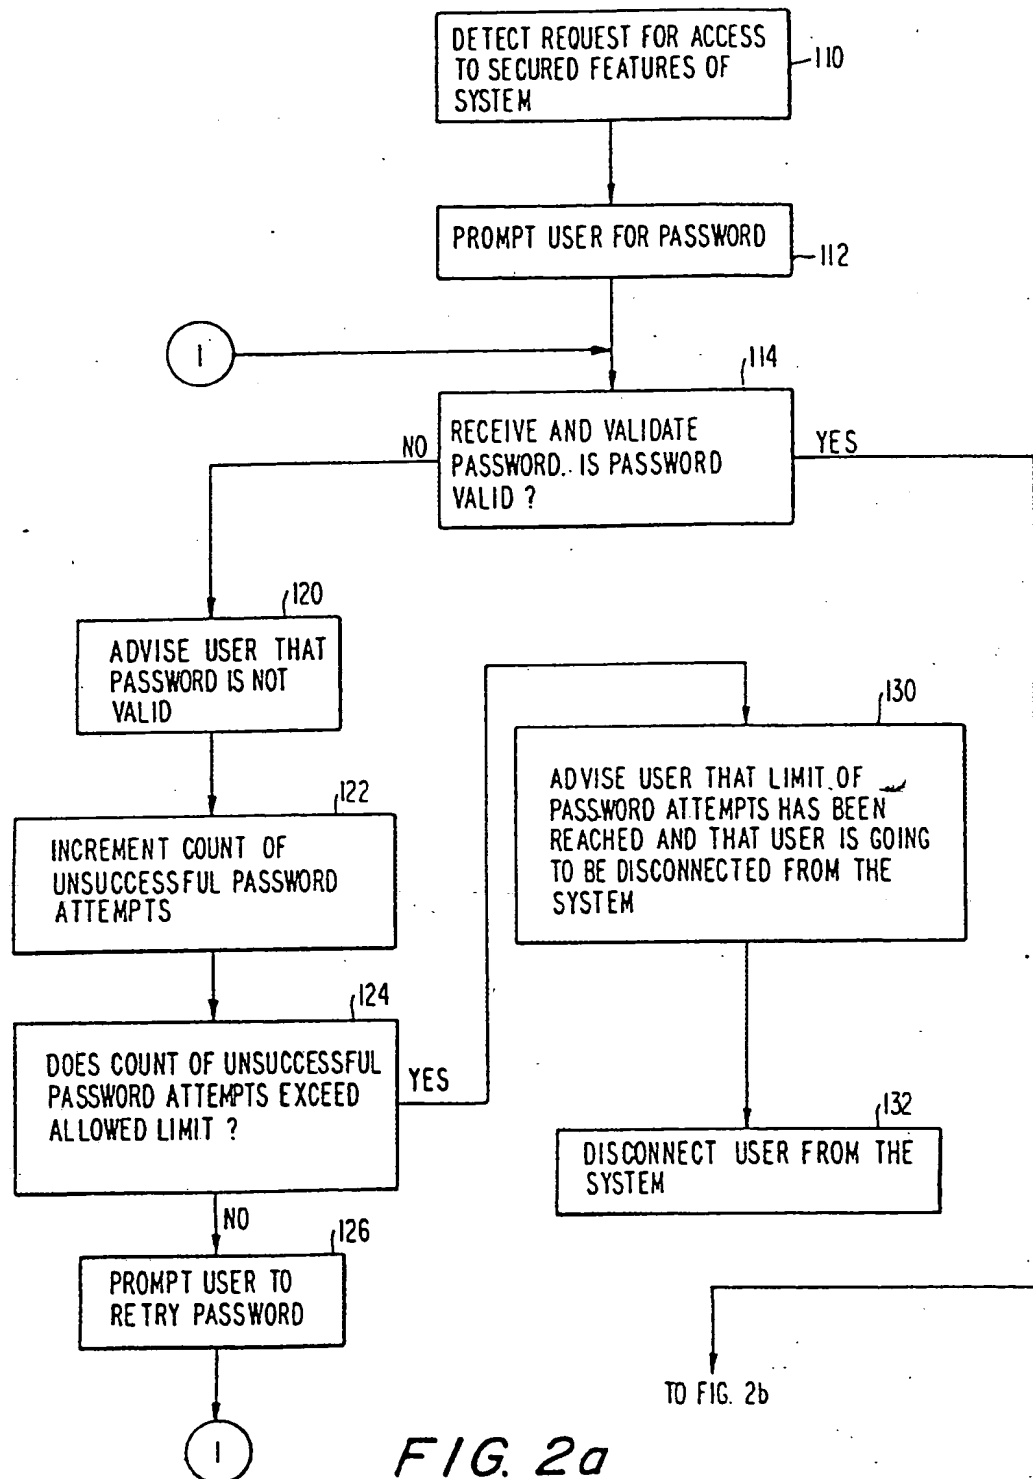 DETECT REQUEST FOR ACCESS
TO SECURED FEATURES OF
SYSTEM
110
PROMPT USER FOR PASSWORD
112
1
114
RECEIVE AND VALIDATE
PASSWORD. IS PASSWORD
VALID ?
NO
YES
120
ADVISE USER THAT
PASSWORD IS NOT
VALID
122
INCREMENT COUNT OF
UNSUCCESSFUL PASSWORD
ATTEMPTS
124
DOES COUNT OF UNSUCCESSFUL
PASSWORD ATTEMPTS EXCEED
ALLOWED LIMIT ?
YES
NO
126
PROMPT USER TO
RETRY PASSWORD
1
130
ADVISE USER THAT LIMIT OF
PASSWORD ATTEMPTS HAS BEEN
REACHED AND THAT USER IS GOING
TO BE DISCONNECTED FROM THE
SYSTEM
132
DISCONNECT USER FROM THE
SYSTEM
TO FIG. 2b
FIG. 2a